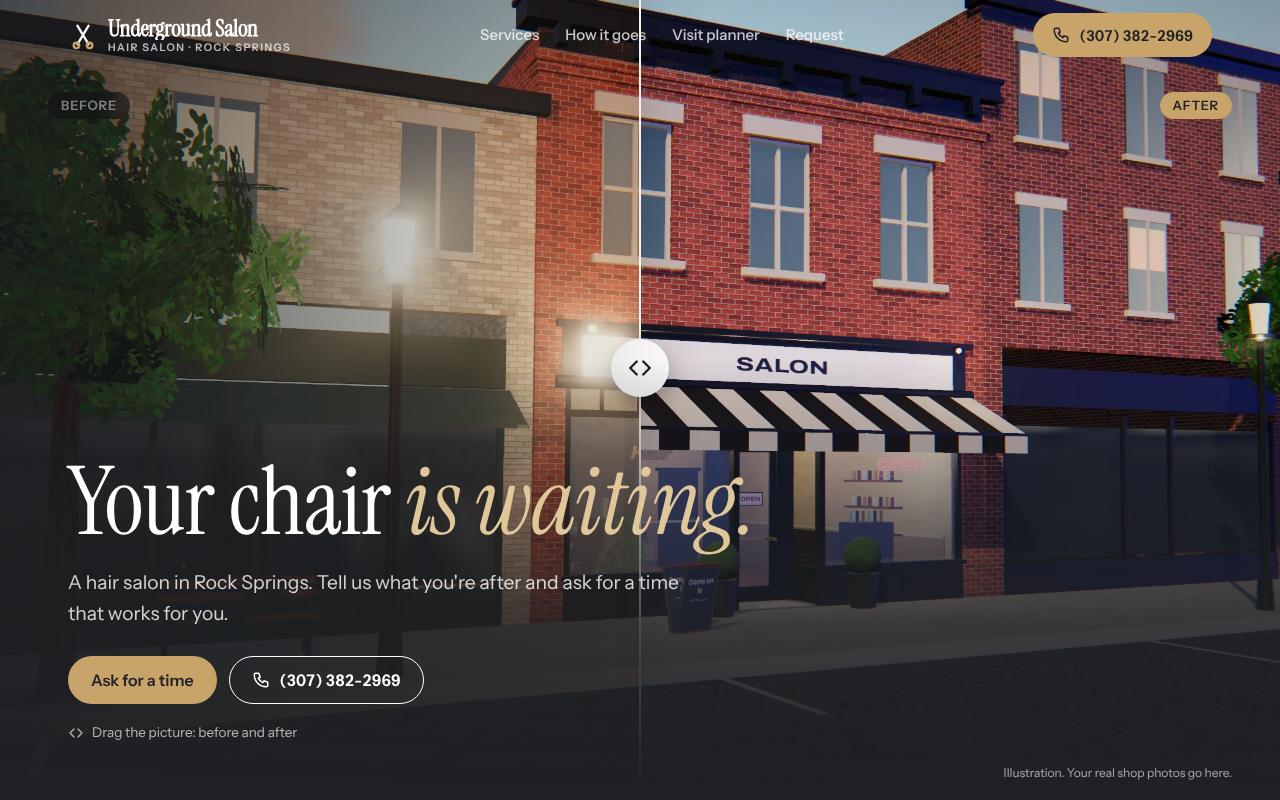 Underground Salon
HAIR SALON · ROCK SPRINGS
Services
How it goes
Visit planner
Request
(307) 382-2969
BEFORE
AFTER
SALON
OPEN
OPEN
Your chair is waiting.
Come on
in
A hair salon in Rock Springs. Tell us what you're after and ask for a time
that works for you.
Ask for a time
(307) 382-2969
Drag the picture: before and after
Illustration. Your real shop photos go here.